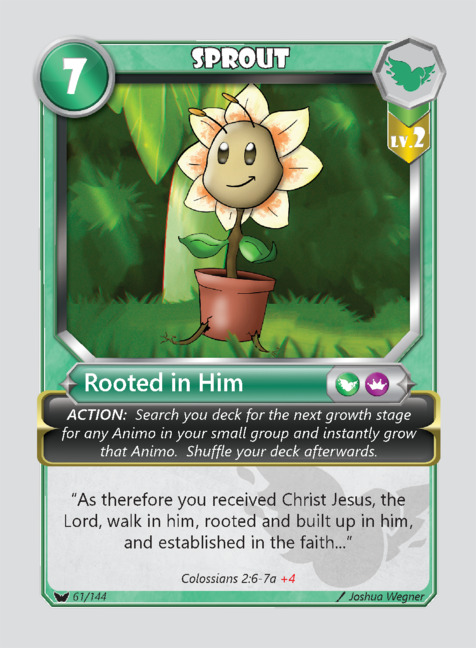 SPROUT
7
LV.2
Rooted in Him
ACTION: Search you deck for the next growth stage
for any Animo in your small group and instantly grow
that Animo. Shuffle your deck afterwards.
“As therefore you received Christ Jesus, the
Lord, walk in him, rooted and built up in him,
and established in the faith...”
Colossians 2:6-7a +4
61/144
Joshua Wegner